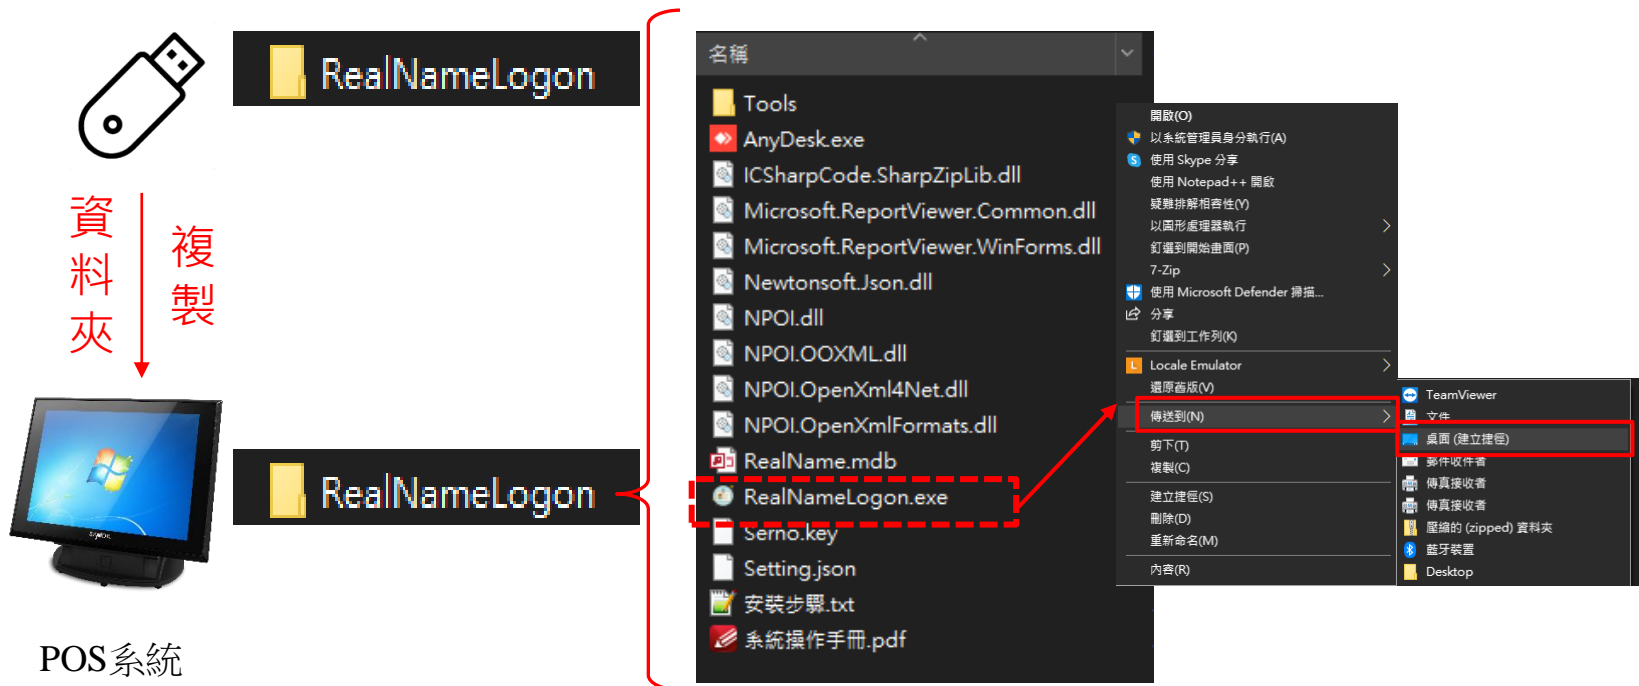 RealNameLogon
資料夾
複製
RealNameLogon
POS系統
名稱
Tools
AnyDesk.exe
ICSharpCode.SharpZipLib.dll
Microsoft.ReportViewer.Common.dll
Microsoft.ReportViewer.WinForms.dll
Newtonsoft.Json.dll
NPOI.dll
NPOI.OOXML.dll
NPOI.OpenXml4Net.dll
NPOI.OpenXmlFormats.dll
RealName.mdb
RealNameLogon.exe
Serno.key
Setting.json
安裝步驟.txt
系統操作手冊.pdf
開啟(O)
以系統管理員身分執行(A)
使用 Skype 分享
使用 Notepad++ 開啟
疑難排解相容性(Y)
以圖形處理器執行
釘選到開始畫面(P)
7-Zip
使用 Microsoft Defender 掃描...
分享
釘選到工作列(K)
Locale Emulator
還原舊版(V)
傳送到(N)
剪下(T)
複製(C)
建立捷徑(S)
刪除(D)
重新命名(M)
內容(R)
TeamViewer
文件
桌面 (建立捷徑)
郵件收件者
傳真接收者
傳真接收者
壓縮的 (zipped) 資料夾
藍牙裝置
Desktop